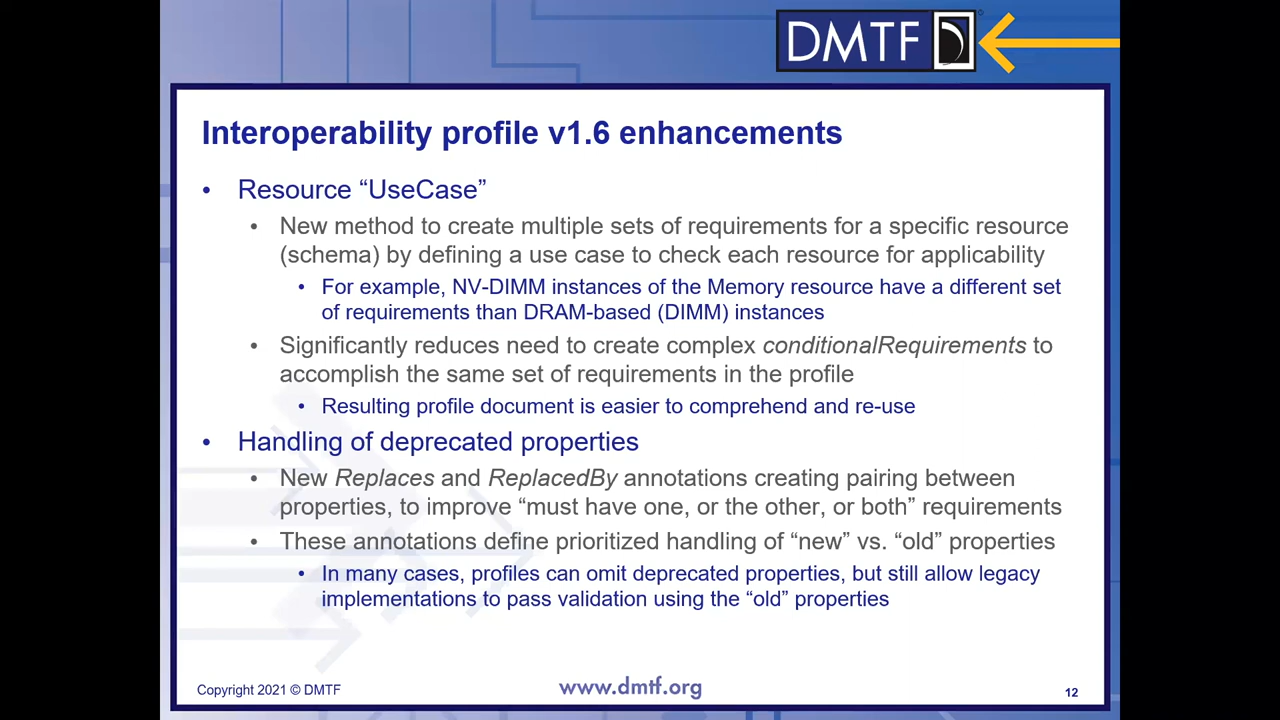 DMTF
©
Interoperability profile v1.6 enhancements
• Resource “UseCase”
• New method to create multiple sets of requirements for a specific resource
(schema) by defining a use case to check each resource for applicability
• For example, NV-DIMM instances of the Memory resource have a different set
of requirements than DRAM-based (DIMM) instances
• Significantly reduces need to create complex conditionalRequirements to
accomplish the same set of requirements in the profile
• Resulting profile document is easier to comprehend and re-use
• Handling of deprecated properties
• New Replaces and ReplacedBy annotations creating pairing between
properties, to improve “must have one, or the other, or both” requirements
• These annotations define prioritized handling of “new” vs. “old” properties
• In many cases, profiles can omit deprecated properties, but still allow legacy
implementations to pass validation using the “old” properties
Copyright 2021 © DMTF
www.dmtf.org
12